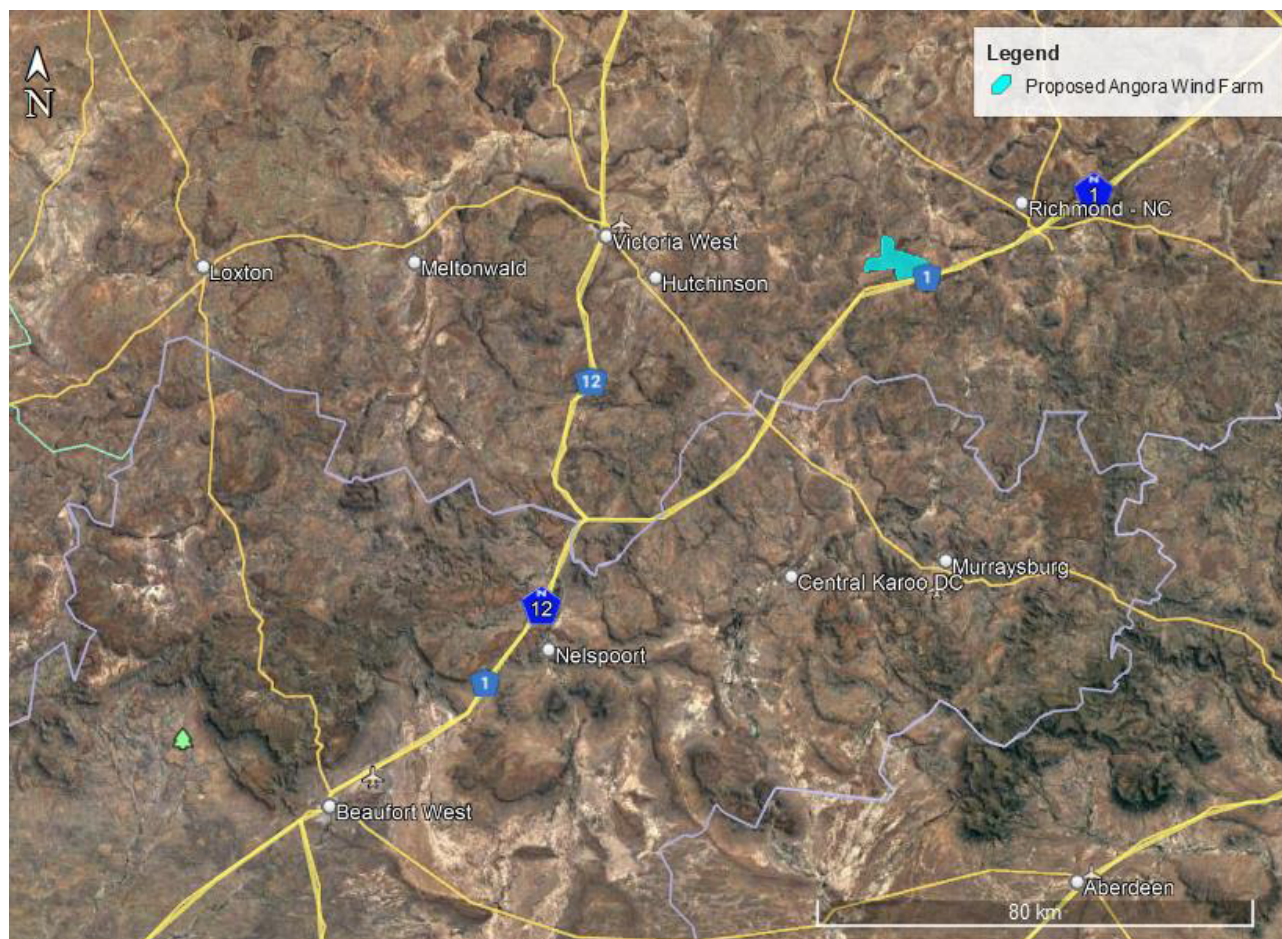 Legend
Proposed Angora Wind Farm
N
N
1
Richmond - NC
Victoria West
Loxton
Meltonwald
Hutchinson
1
12
Murraysburg
Central Karoo DC
N
12
Nelspoort
1
Beaufort West
Aberdeen
80 km